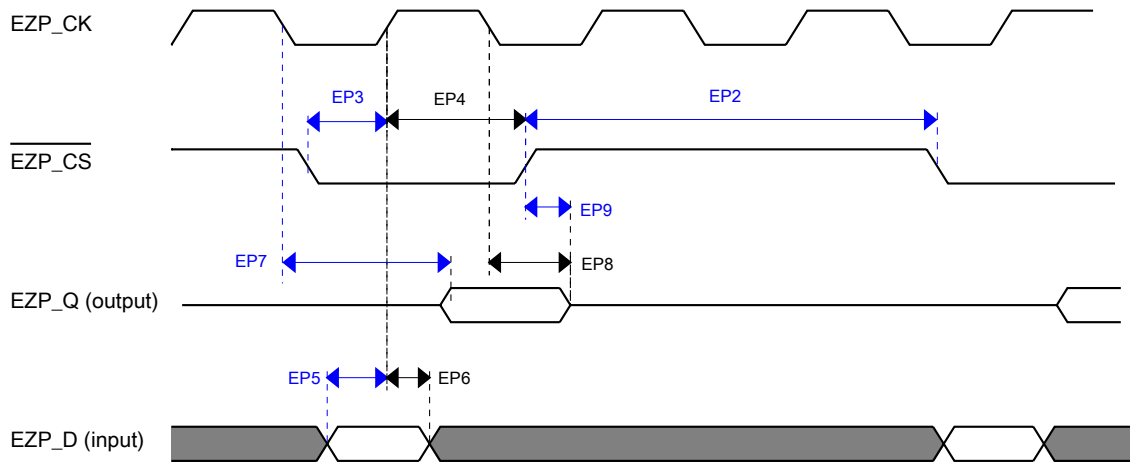 EZP_CK
EP3
EP4
EP2
EZP_CS
EP9
EP7
EP8
EZP_Q (output)
EP5
EP6
EZP_D (input)